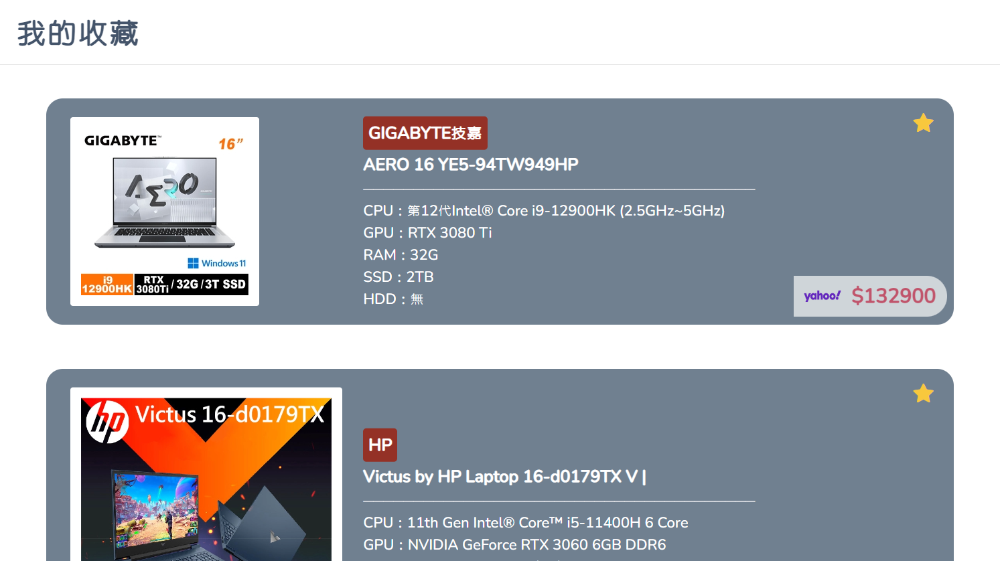 我的收藏
GIGABYTE™
16”
AERO
Windows 11
i9
12900HK
RTX
3080Ti
/ 32G / 3T SSD
GIGABYTE技嘉
AERO 16 YE5-94TW949HP
CPU : 第12代Intel® Core i9-12900HK (2.5GHz~5GHz)
GPU : RTX 3080 Ti
RAM : 32G
SSD : 2TB
HDD : 無
yahoo! $132900
hp Victus 16-d0179TX
HP
Victus by HP Laptop 16-d0179TX V |
CPU : 11th Gen Intel® Core™ i5-11400H 6 Core
GPU : NVIDIA GeForce RTX 3060 6GB DDR6